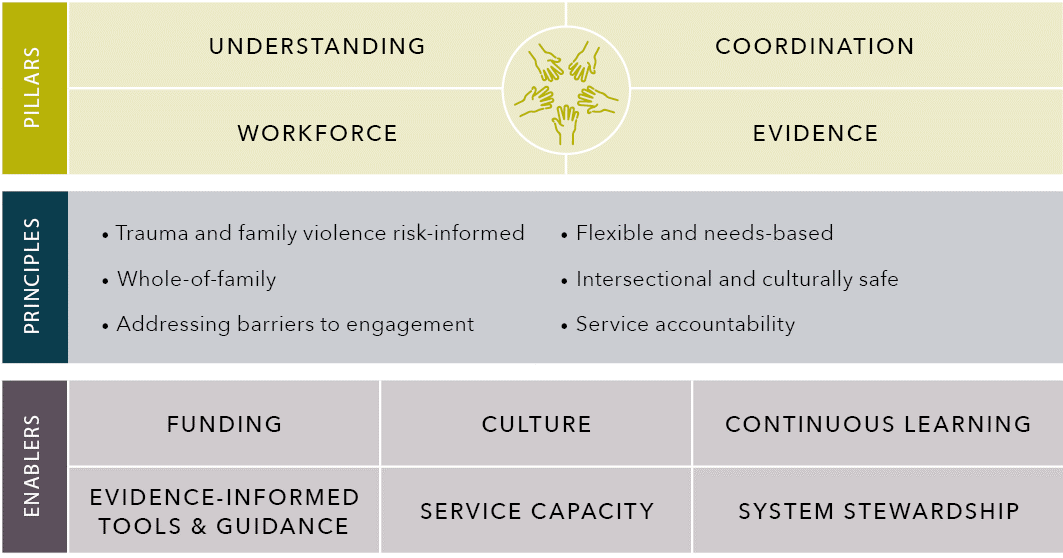 PILLARS
UNDERSTANDING
COORDINATION
WORKFORCE
EVIDENCE
PRINCIPLES
• Trauma and family violence risk-informed
• Whole-of-family
• Addressing barriers to engagement
• Flexible and needs-based
• Intersectional and culturally safe
• Service accountability
ENABLERS
FUNDING
CULTURE
CONTINUOUS LEARNING
EVIDENCE-INFORMED
TOOLS & GUIDANCE
SERVICE CAPACITY
SYSTEM STEWARDSHIP